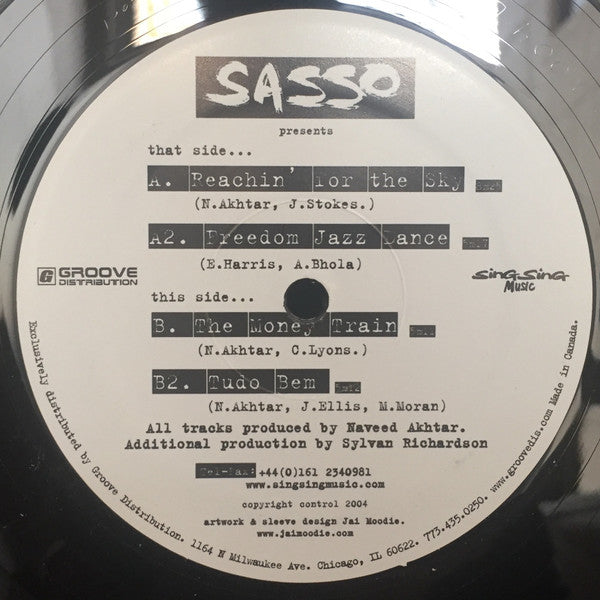 SASSO
presents
that side...
A. Reachin' for the Sky
(N.Akhtar, J.Stokes.)
A2. Freedom Jazz Dance
(E.Harris, A.Bhola)
GROOVE
DISTRIBUTION
SingSing
Music
this side...
B. The Money Train
(N.Akhtar, C.Lyons.)
B2. Tudo Bem
(N.Akhtar, J.Ellis, M.Moran)
All tracks produced by Naveed Akhtar.
Additional production by Sylvan Richardson
Tel-fax: +44(0)161 2340981
www.singsingmusic.com
copyright control 2004
artwork & sleeve design Jai Moodie.
www.jaimoodie.com
Exclusively distributed by Groove Distribution. 1164 N Milwaukee Ave. Chicago, IL 60622. 773.435.0250. www.groovedis.com Made in Canada.